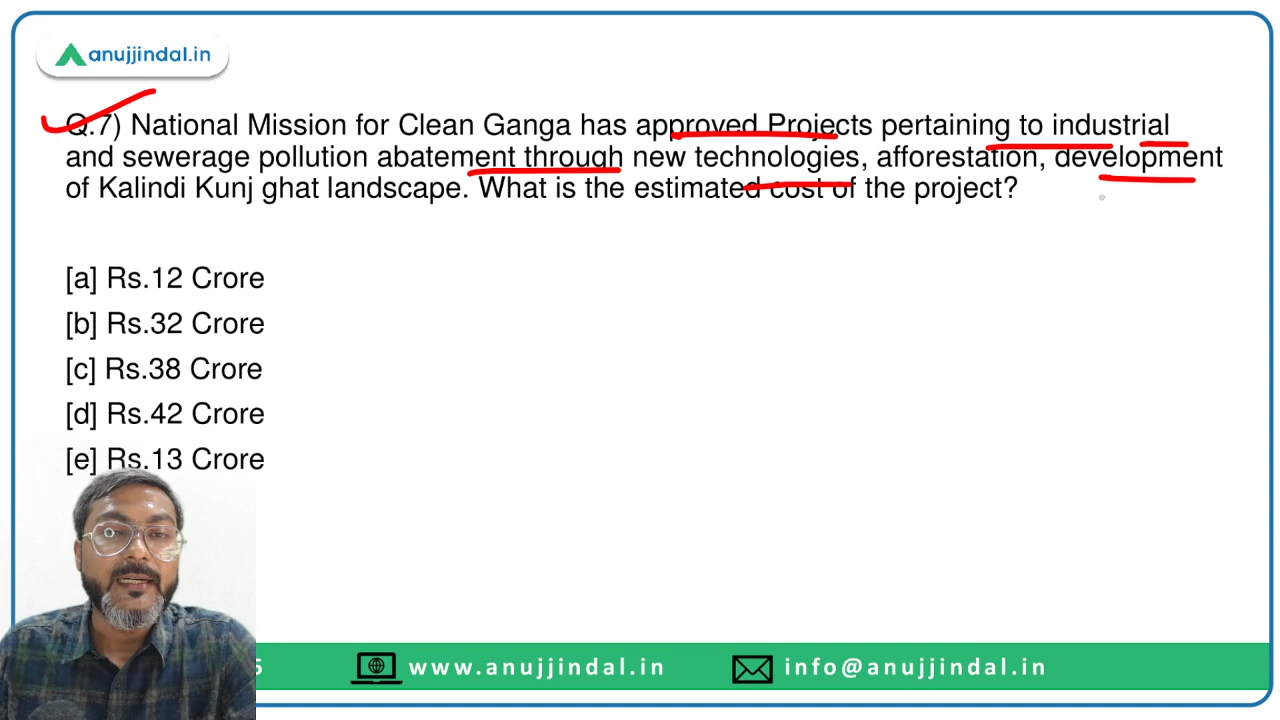 anujjindal.in
Q.7) National Mission for Clean Ganga has approved Projects pertaining to industrial
and sewerage pollution abatement through new technologies, afforestation, development
of Kalindi Kunj ghat landscape. What is the estimated cost of the project?
[a] Rs.12 Crore
[b] Rs.32 Crore
[c] Rs.38 Crore
[d] Rs.42 Crore
[e] Rs.13 Crore
5 www.anujjindal.in info@anujjindal.in